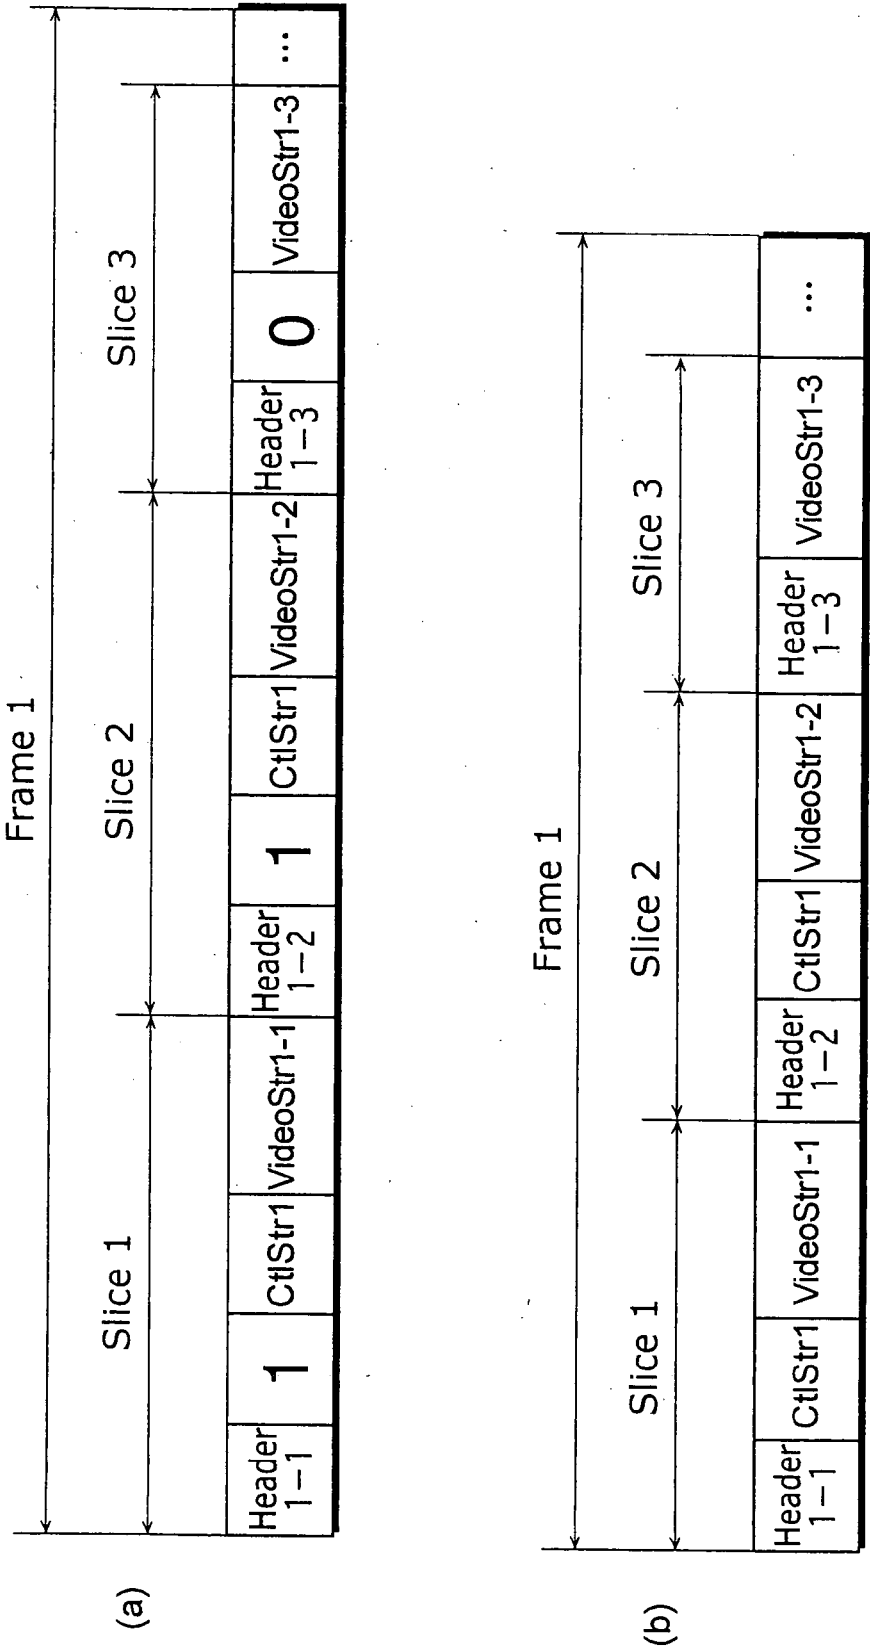 (a)
Frame 1
Slice 1
Slice 2
Slice 3
Header
1–1
1
CtlStr1
VideoStr1-1
Header
1–2
1
CtlStr1
VideoStr1-2
Header
1–3
0
VideoStr1-3
...
(b)
Frame 1
Slice 1
Slice 2
Slice 3
Header
1–1
CtlStr1
VideoStr1-1
Header
1–2
CtlStr1
VideoStr1-2
Header
1–3
VideoStr1-3
...